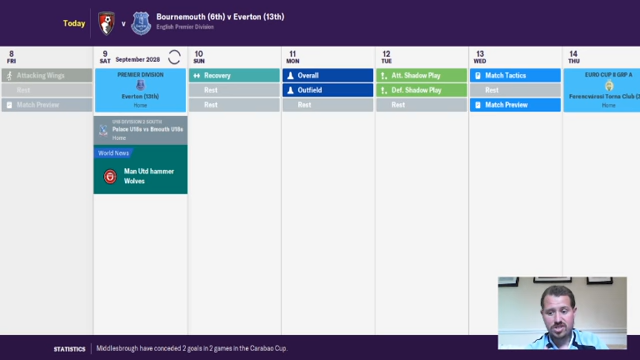 Today
v
Bournemouth (6th) v Everton (13th)
English Premier Division
8
FRI
9
SAT
September 2028
10
SUN
11
MON
12
TUE
13
WED
14
THU
Attacking Wings
Rest
Match Preview
PREMIER DIVISION
Everton (13th)
Home
U18 DIVISION 2 SOUTH
Palace U18s vs Bmouth U18s
Home
World News
Man Utd hammer
Wolves
Recovery
Rest
Rest
Overall
Outfield
Rest
Att. Shadow Play
Def. Shadow Play
Rest
Match Tactics
Rest
Match Preview
EURO CUP II GRP A
Ferencvárosi Torna Club
Home
STATISTICS
Middlesbrough have conceded 2 goals in 2 games in the Carabao Cup.